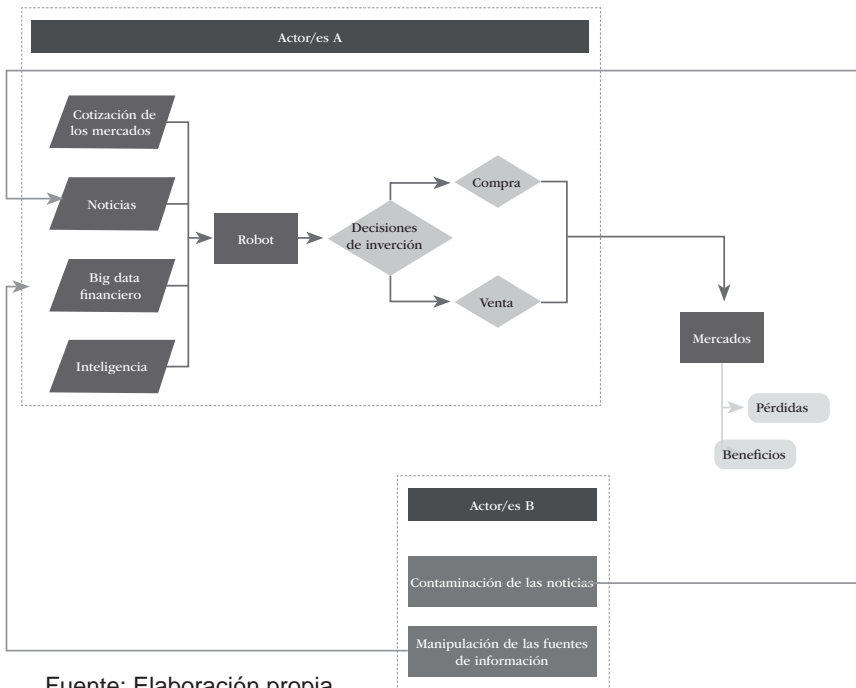 Actor/es A
Cotización de
los mercados
Noticias
Big data
financiero
Inteligencia
Robot
Decisiones
de inverción
Compra
Venta
Mercados
Pérdidas
Beneficios
Actor/es B
Contaminación de las noticias
Manipulación de las fuentes
de información
Fuente: Elaboración propia